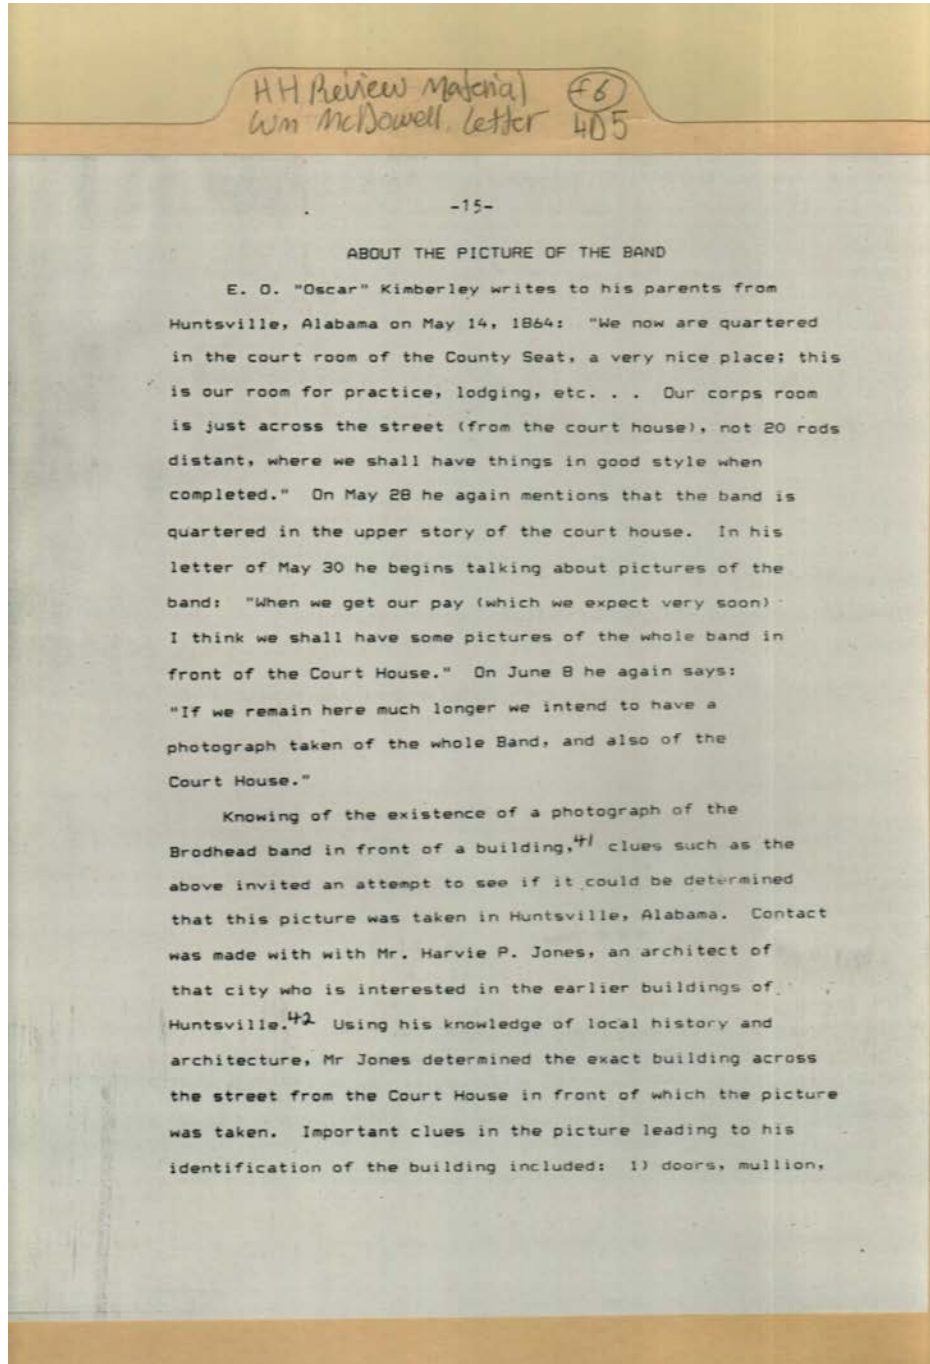 HH Review Material f6
Wm McDowell Letter 4D5
-15-
ABOUT THE PICTURE OF THE BAND
E. O. "Oscar" Kimberley writes to his parents from
Huntsville, Alabama on May 14, 1864: "We now are quartered
in the court room of the County Seat, a very nice place; this
is our room for practice, lodging, etc. . . Our corps room
is just across the street (from the court house), not 20 rods
distant, where we shall have things in good style when
completed." On May 28 he again mentions that the band is
quartered in the upper story of the court house. In his
letter of May 30 he begins talking about pictures of the
band: "When we get our pay (which we expect very soon)
I think we shall have some pictures of the whole band in
front of the Court House." On June 8 he again says:
"If we remain here much longer we intend to have a
photograph taken of the whole Band, and also of the
Court House."
Knowing of the existence of a photograph of the
Brodhead band in front of a building,41 clues such as the
above invited an attempt to see if it could be determined
that this picture was taken in Huntsville, Alabama. Contact
was made with with Mr. Harvie P. Jones, an architect of
that city who is interested in the earlier buildings of
Huntsville.42 Using his knowledge of local history and
architecture, Mr Jones determined the exact building across
the street from the Court House in front of which the picture
was taken. Important clues in the picture leading to his
identification of the building included: 1) doors, mullion,